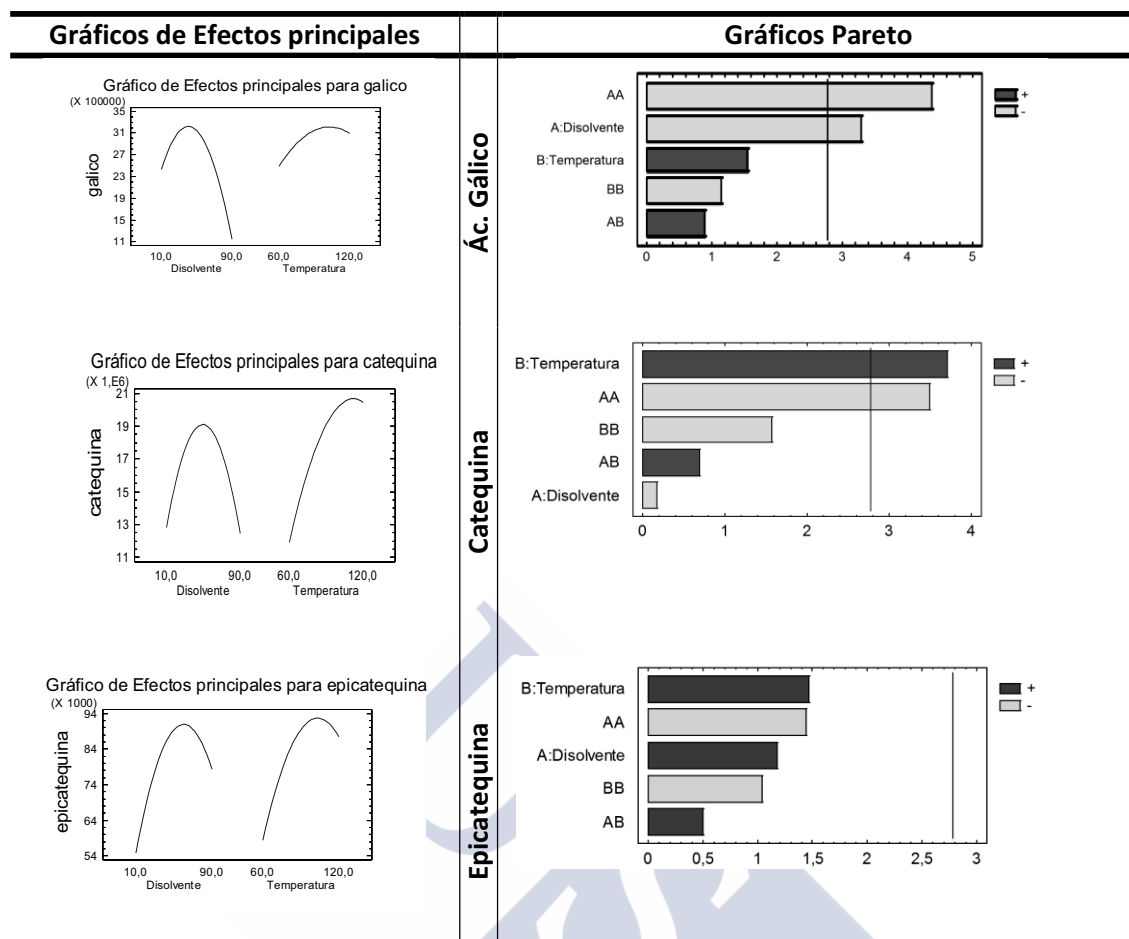 Gráficos de Efectos principales
Gráficos Pareto
Gráfico de Efectos principales para galico
(X 100000)
35
31
27
23
19
15
11
galico
10,0
90,0
60,0
120,0
Disolvente
Temperatura
Ác. Gálico
AA
A:Disolvente
B:Temperatura
BB
AB
0 1 2 3 4 5
+
-
Gráfico de Efectos principales para catequina
(X 1,E6)
21
19
17
15
13
11
catequina
10,0
90,0
60,0
120,0
Disolvente
Temperatura
Catequina
B:Temperatura
AA
BB
AB
A:Disolvente
0 1 2 3 4
+
-
Gráfico de Efectos principales para epicatequina
(X 1000)
94
84
74
64
54
epicatequina
10,0
90,0
60,0
120,0
Disolvente
Temperatura
Epicatequina
B:Temperatura
AA
A:Disolvente
BB
AB
0 0,5 1 1,5 2 2,5 3
+
-